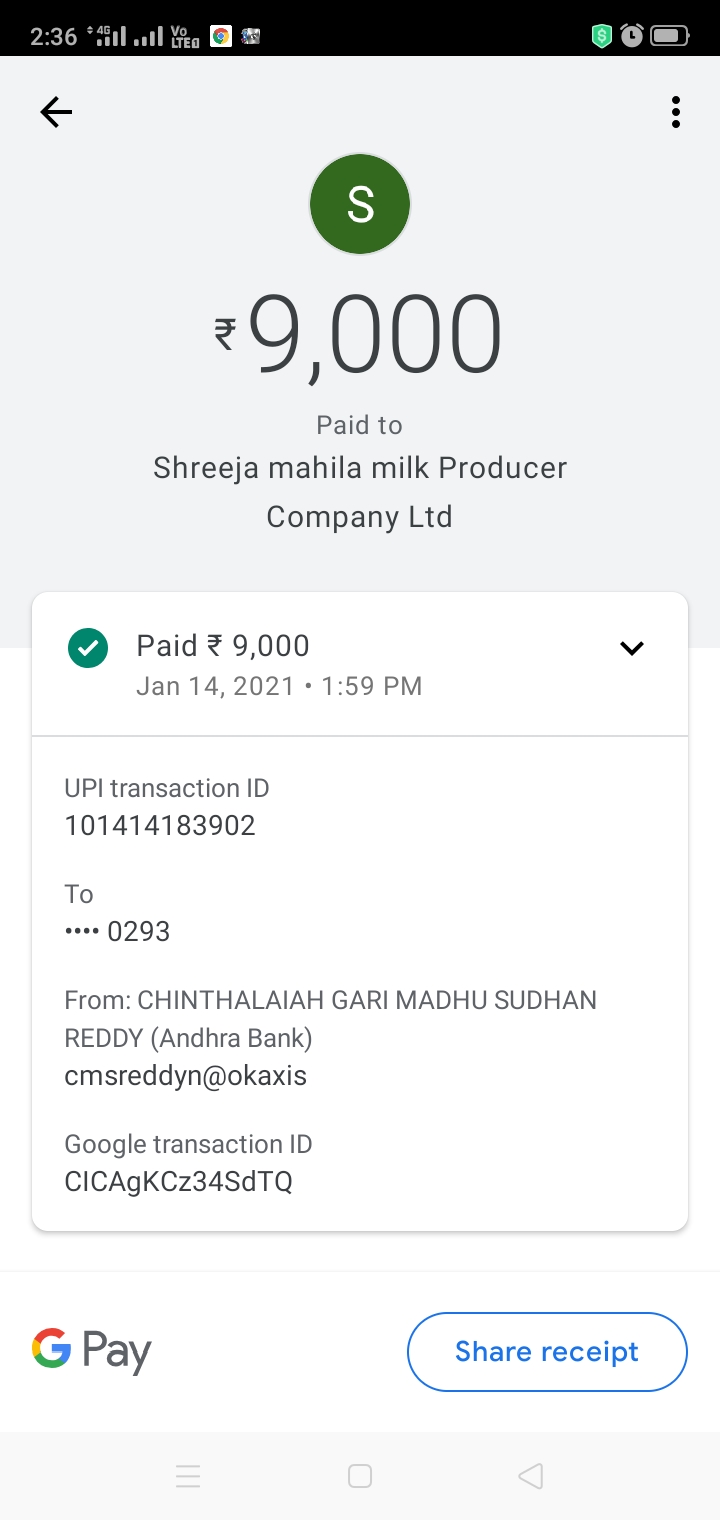 2:36 4G Vo LTE
S
₹9,000
Paid to
Shreeja mahila milk Producer
Company Ltd
Paid ₹ 9,000
Jan 14, 2021 • 1:59 PM
UPI transaction ID
101414183902
To
•••• 0293
From: CHINTHALAIAH GARI MADHU SUDHAN
REDDY (Andhra Bank)
cmsreddyn@okaxis
Google transaction ID
CICAgKCz34SdTQ
G Pay
Share receipt